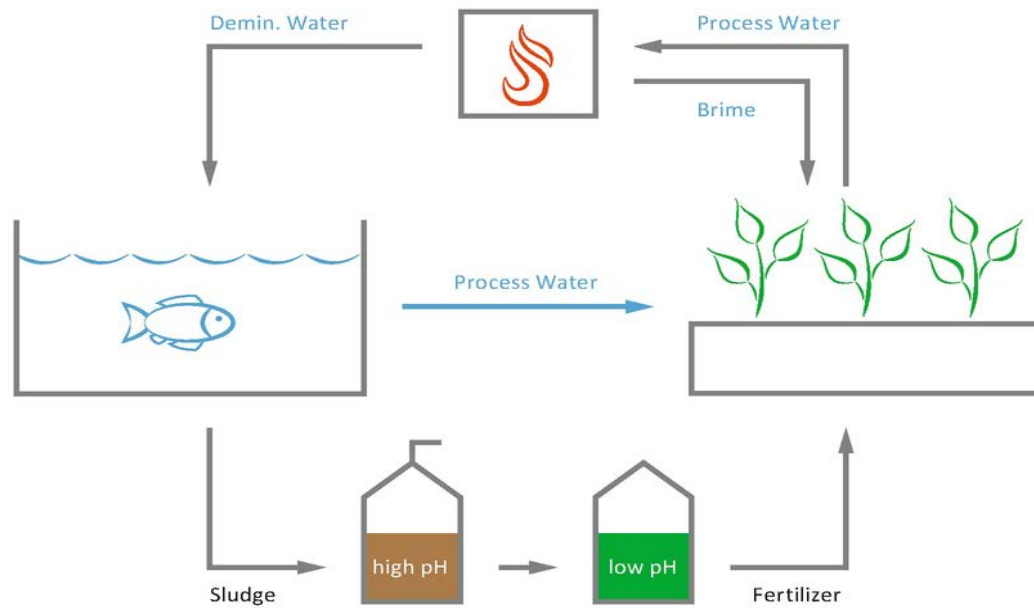 Demin. Water
Process Water
Brime
Process Water
high pH
low pH
Sludge
Fertilizer